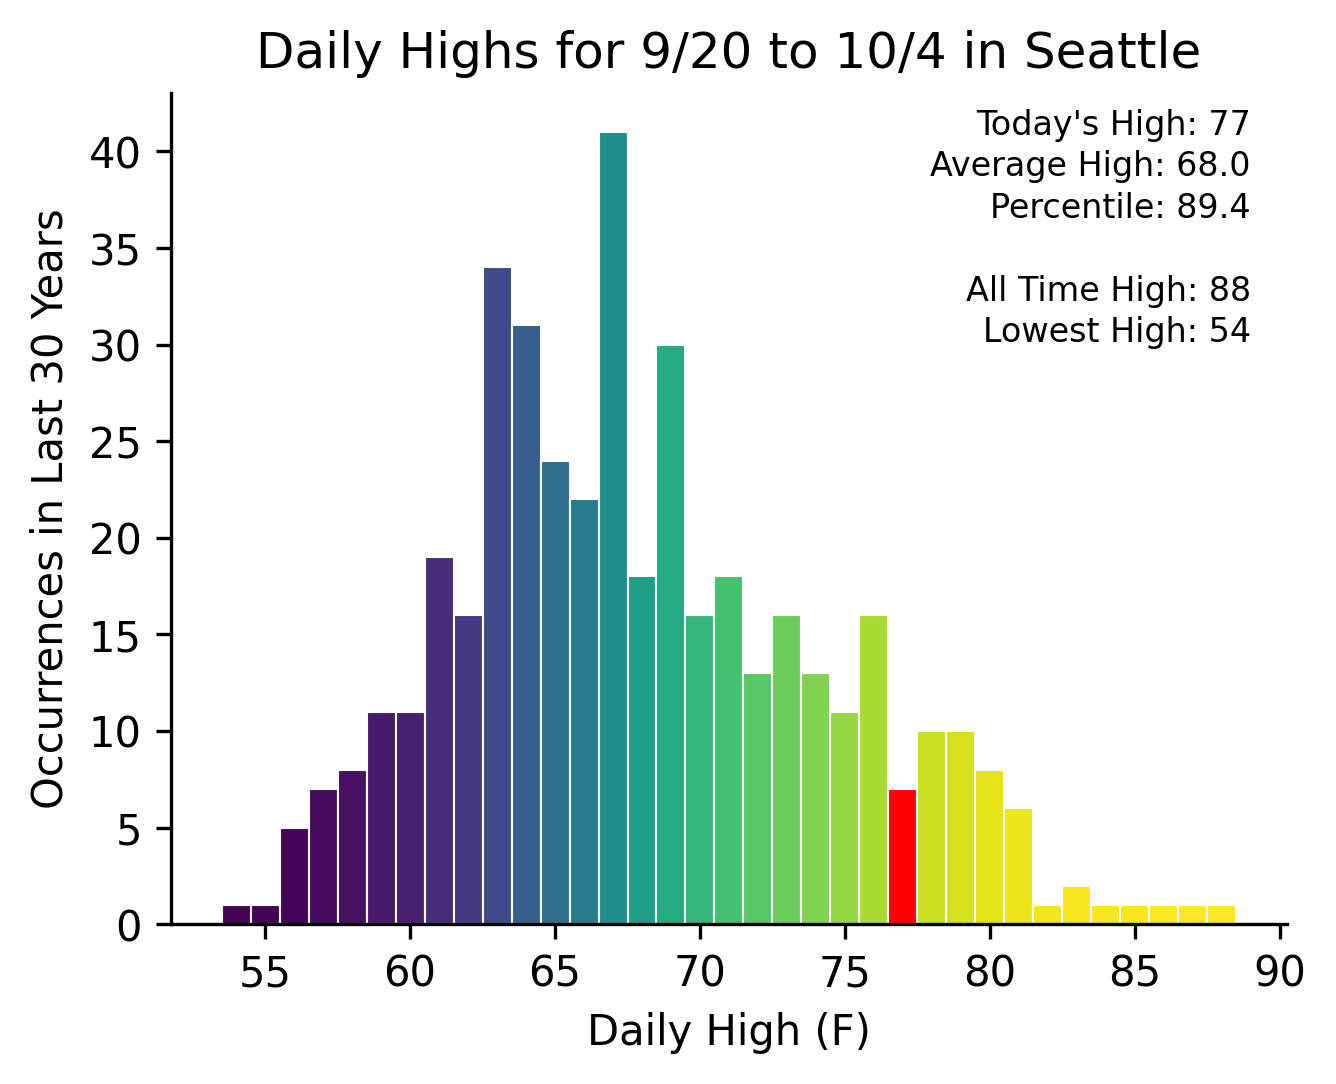 Daily Highs for 9/20 to 10/4 in Seattle
Today's High: 77
Average High: 68.0
Percentile: 89.4
All Time High: 88
Lowest High: 54
Occurrences in Last 30 Years
40
35
30
25
20
15
10
5
0
55 60 65 70 75 80 85 90
Daily High (F)